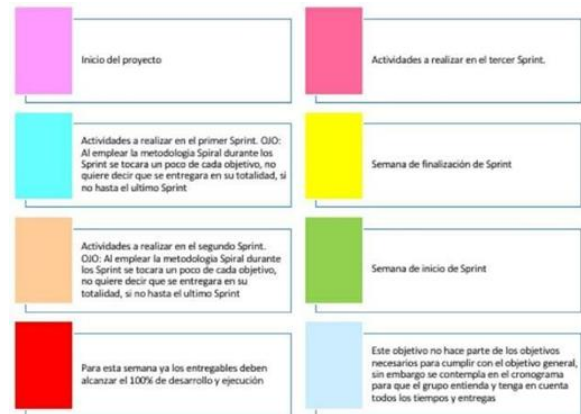 Inicio del proyecto
Actividades a realizar en el tercer Sprint.
Actividades a realizar en el primer Sprint. OJO:
Al emplear la metodologia Spiral durante los
Sprint se tocara un poco de cada objetivo, no
quiere decir que se entregara en su totalidad, si
no hasta el ultimo Sprint
Semana de finalización de Sprint
Actividades a realizar en el segundo Sprint.
OJO: Al emplear la metodologia Spiral durante
los Sprint se tocara un poco de cada objetivo,
no quiere decir que se entregara en su
totalidad, si no hasta el ultimo Sprint
Semana de inicio de Sprint
Para esta semana ya los entregables deben
alcanzar el 100% de desarrollo y ejecución
Este objetivo no hace parte de los objetivos
necesarios para cumplir con el objetivo general,
sin embargo se contempla en el cronograma
para que el grupo entienda y tenga en cuenta
todos los tiempos y entregas